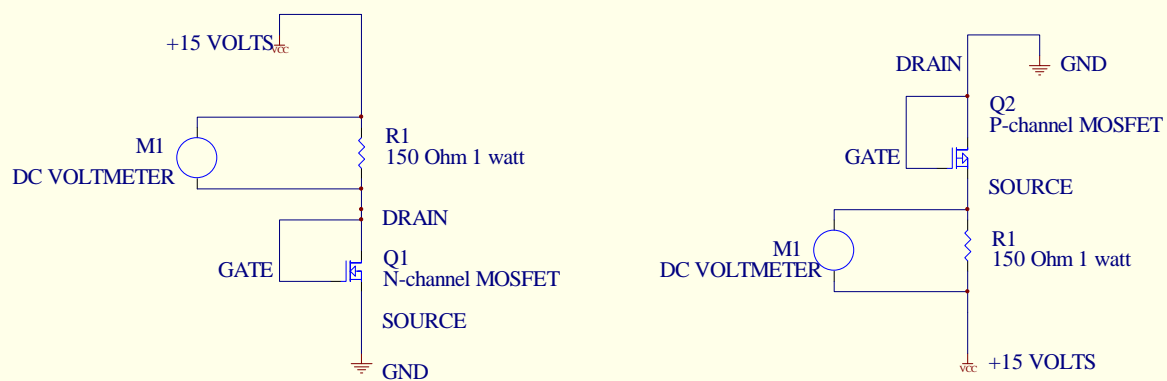 +15 VOLTS
VCC
M1
DC VOLTMETER
R1
150 Ohm 1 watt
DRAIN
GATE
Q1
N-channel MOSFET
SOURCE
GND
DRAIN
GND
Q2
P-channel MOSFET
GATE
SOURCE
M1
DC VOLTMETER
R1
150 Ohm 1 watt
VCC
+15 VOLTS